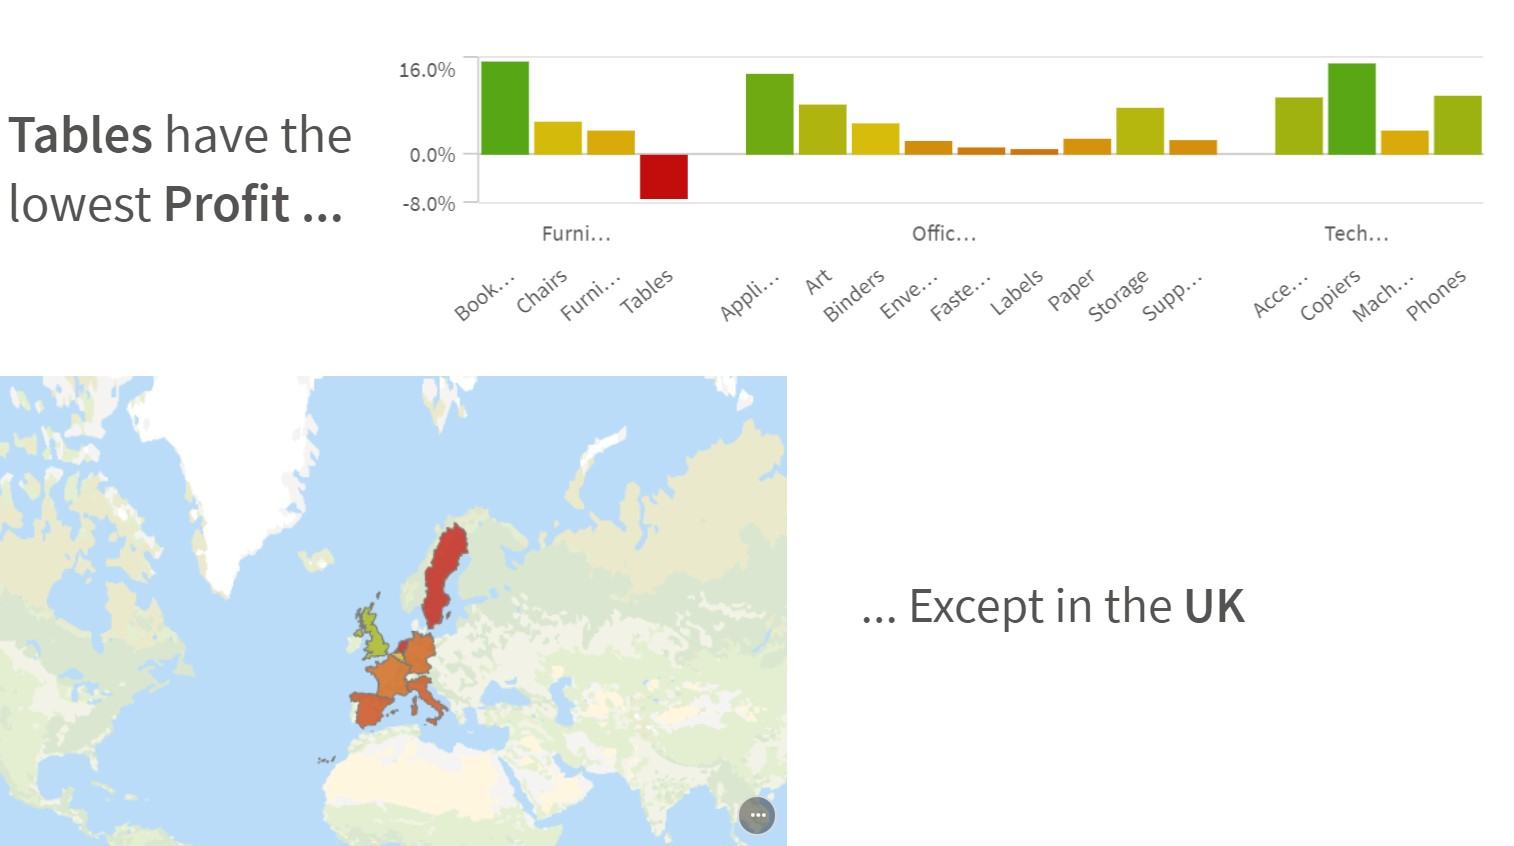 Tables have the
lowest Profit ...
16.0%
0.0%
-8.0%
Furni...
Offic...
Tech...
Book...
Chairs
Furni...
Tables
Appli...
Art
Binders
Enve...
Faste...
Labels
Paper
Storage
Supp...
Acce...
Copiers
Mach...
Phones
... Except in the UK